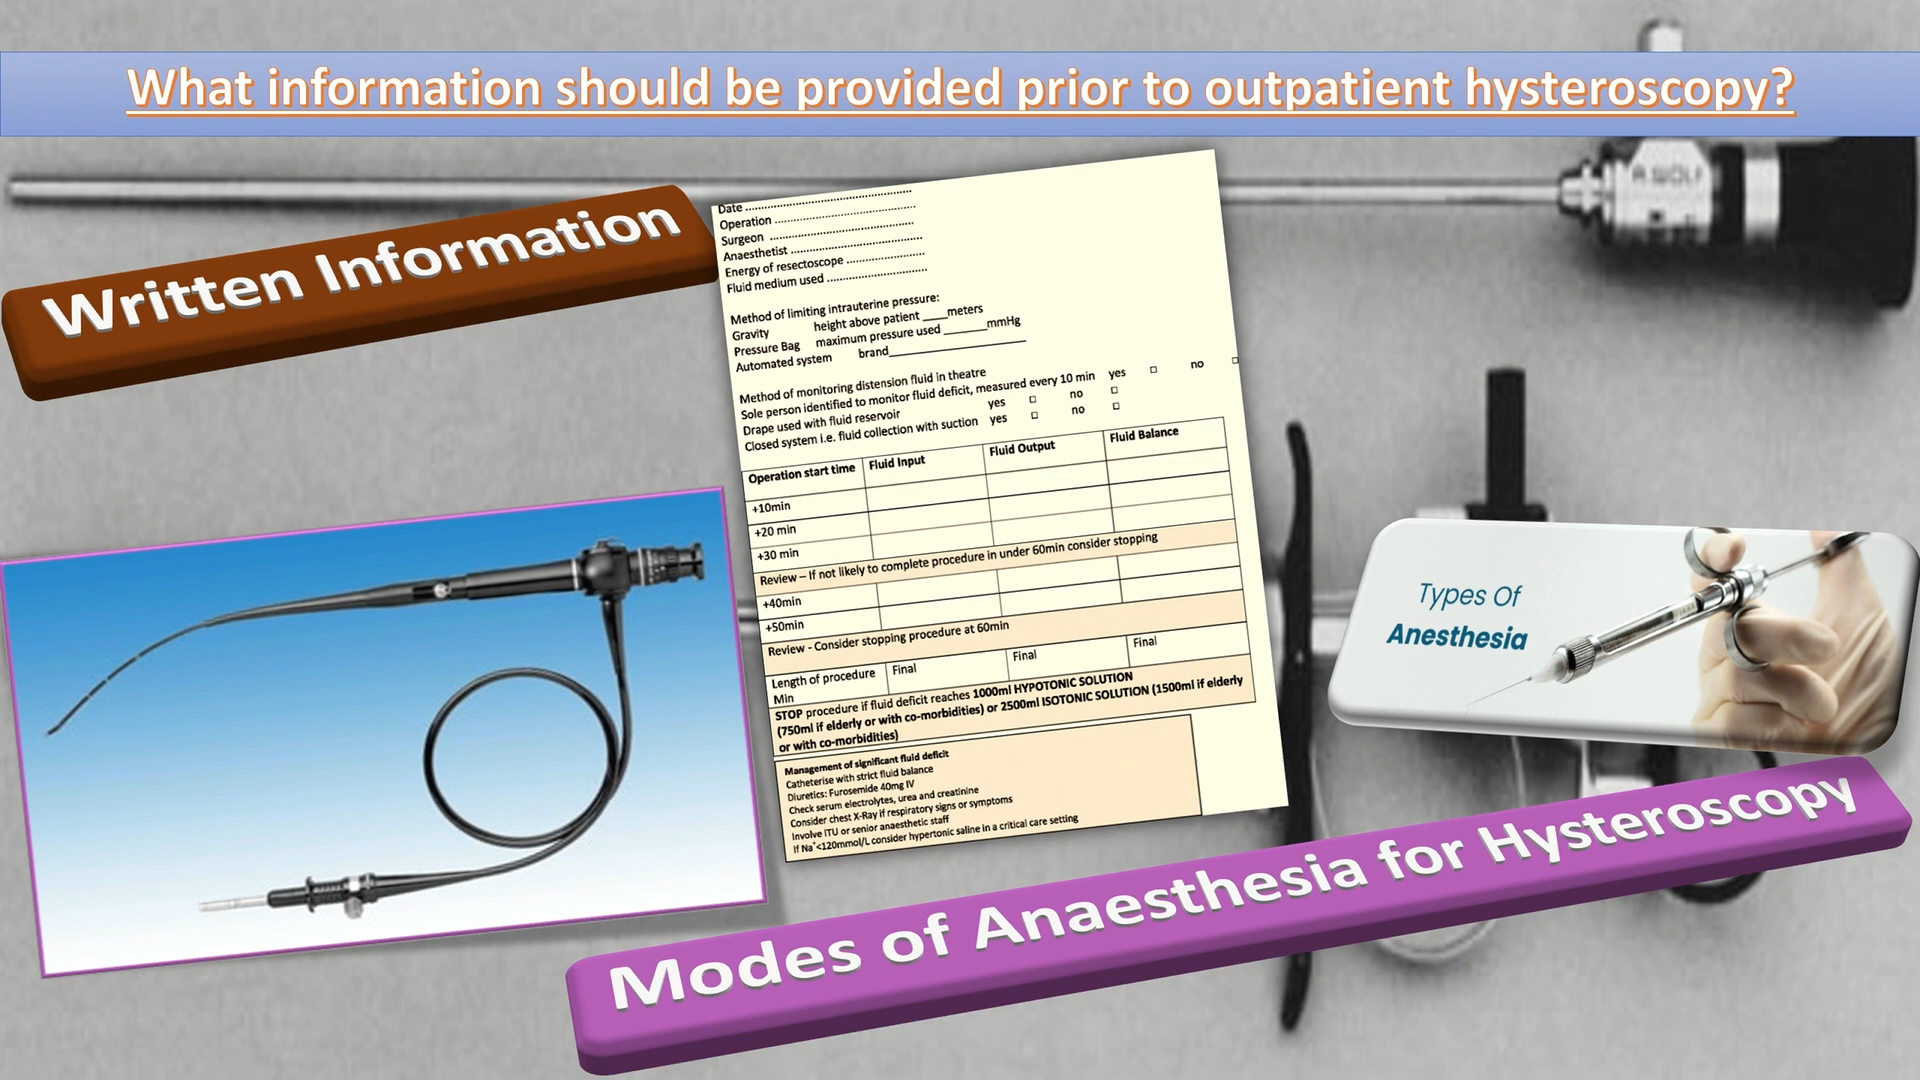 What information should be provided prior to outpatient hysteroscopy?
R.WOLF
Written Information
Date ..................................................
Operation ..........................................
Surgeon ...........................................
Anaesthetist .......................................
Energy of resectoscope .......................
Fluid medium used ..............................
Method of limiting intrauterine pressure:
Gravity height above patient ____meters
Pressure Bag maximum pressure used _______mmHg
Automated system brand______________________
Method of monitoring distension fluid in theatre
Sole person identified to monitor fluid deficit, measured every 10 min yes □ no □
Drape used with fluid reservoir yes □ no □
Closed system i.e. fluid collection with suction yes □ no □
Operation start time Fluid Input Fluid Output Fluid Balance
+10min
+20 min
+30 min
Review – If not likely to complete procedure in under 60min consider stopping
+40min
+50min
Review - Consider stopping procedure at 60min
Length of procedure Final Final Final
Min
STOP procedure if fluid deficit reaches 1000ml HYPOTONIC SOLUTION
(750ml if elderly or with co-morbidities) or 2500ml ISOTONIC SOLUTION (1500ml if elderly
or with co-morbidities)
Management of significant fluid deficit
Catheterise with strict fluid balance
Diuretics: Furosemide 40mg IV
Check serum electrolytes, urea and creatinine
Consider chest X-Ray if respiratory signs or symptoms
Involve ITU or senior anaesthetic staff
If Na⁺<120mmol/L consider hypertonic saline in a critical care setting
Types Of
Anesthesia
Modes of Anaesthesia for Hysteroscopy